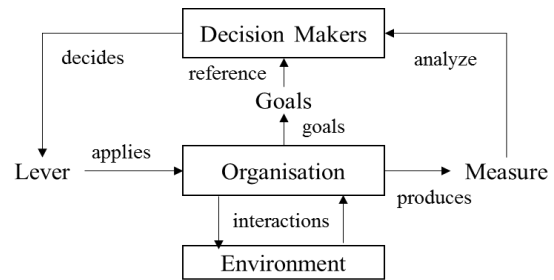 Decision Makers
decides
reference
analyze
Goals
goals
applies
Lever
Organisation
Measure
produces
interactions
Environment